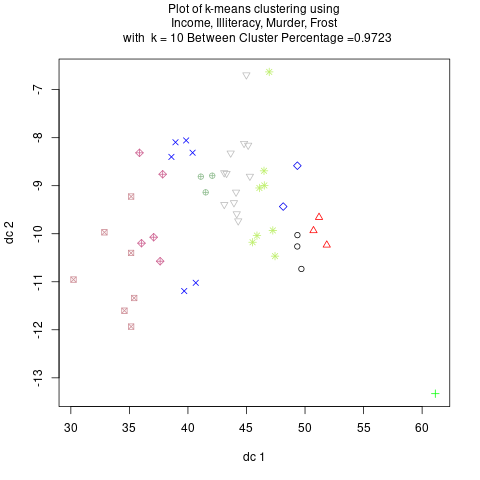 Plot of k-means clustering using
Income, Illiteracy, Murder, Frost
with k = 10 Between Cluster Percentage =0.9723
dc 2
-7
-8
-9
-10
-11
-12
-13
30 35 40 45 50 55 60
dc 1